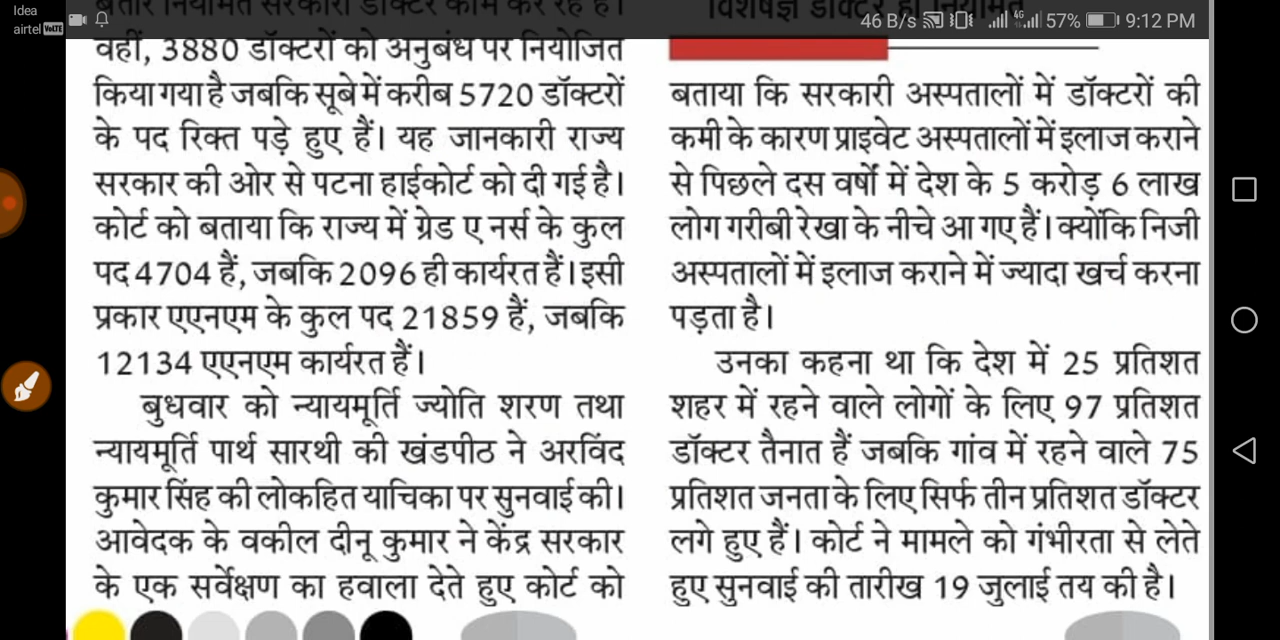 Idea
airtel VoLTE
46 B/s 4G 57% 9:12 PM
वहीं, 3880 डॉक्टरों को अनुबंध पर नियोजित
किया गया है जबकि सूबे में करीब 5720 डॉक्टरों
के पद रिक्त पड़े हुए हैं। यह जानकारी राज्य
सरकार की ओर से पटना हाईकोर्ट को दी गई है।
कोर्ट को बताया कि राज्य में ग्रेड ए नर्स के कुल
पद 4704 हैं, जबकि 2096 ही कार्यरत हैं। इसी
प्रकार एएनएम के कुल पद 21859 हैं, जबकि
12134 एएनएम कार्यरत हैं।
बुधवार को न्यायमूर्ति ज्योति शरण तथा
न्यायमूर्ति पार्थ सारथी की खंडपीठ ने अरविंद
कुमार सिंह की लोकहित याचिका पर सुनवाई की।
आवेदक के वकील दीनू कुमार ने केंद्र सरकार
के एक सर्वेक्षण का हवाला देते हुए कोर्ट को
विशेषज्ञ डॉक्टर ही
बताया कि सरकारी अस्पतालों में डॉक्टरों की
कमी के कारण प्राइवेट अस्पतालों में इलाज कराने
से पिछले दस वर्षों में देश के 5 करोड़ 6 लाख
लोग गरीबी रेखा के नीचे आ गए हैं। क्योंकि निजी
अस्पतालों में इलाज कराने में ज्यादा खर्च करना
पड़ता है।
उनका कहना था कि देश में 25 प्रतिशत
शहर में रहने वाले लोगों के लिए 97 प्रतिशत
डॉक्टर तैनात हैं जबकि गांव में रहने वाले 75
प्रतिशत जनता के लिए सिर्फ तीन प्रतिशत डॉक्टर
लगे हुए हैं। कोर्ट ने मामले को गंभीरता से लेते
हुए सुनवाई की तारीख 19 जुलाई तय की है।